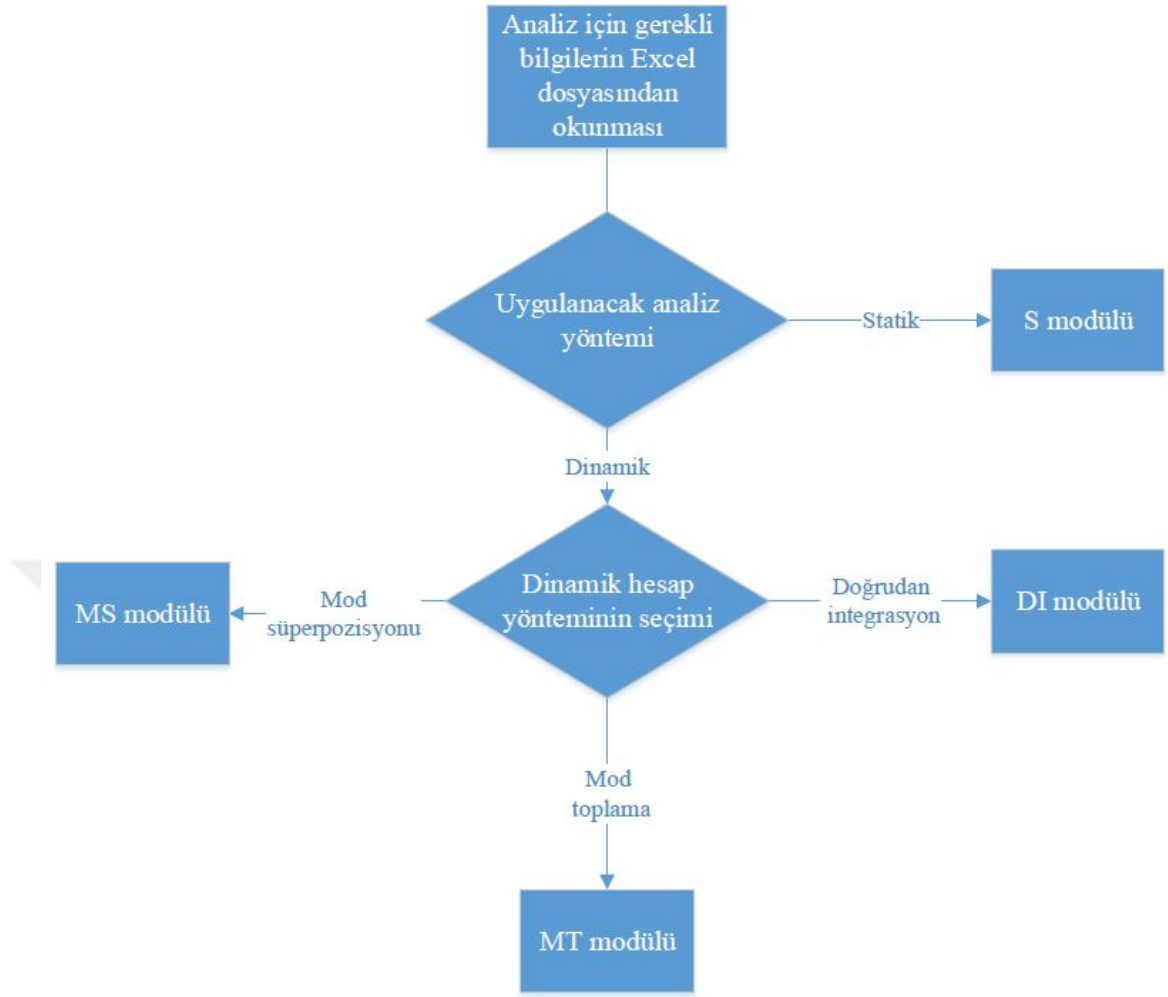 Analiz için gerekli
bilgilerin Excel
dosyasından
okunması
Uygulanacak analiz
yöntemi
Statik
S modülü
Dinamik
Dinamik hesap
yönteminin seçimi
Mod
süperpozisyonu
MS modülü
Doğrudan
integrasyon
DI modülü
Mod
toplama
MT modülü